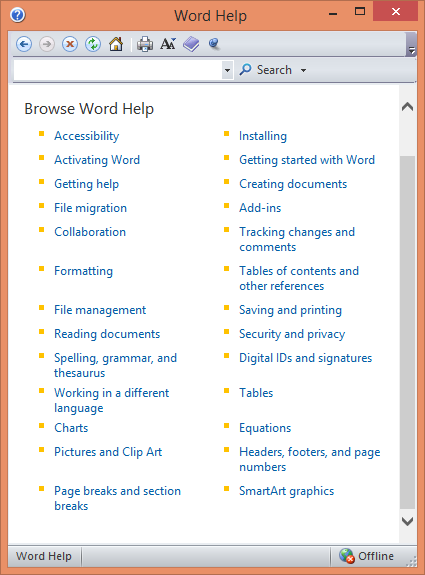 Word Help
Search
Browse Word Help
Accessibility
Installing
Activating Word
Getting started with Word
Getting help
Creating documents
File migration
Add-ins
Collaboration
Tracking changes and
comments
Formatting
Tables of contents and
other references
File management
Saving and printing
Reading documents
Security and privacy
Spelling, grammar, and
thesaurus
Digital IDs and signatures
Working in a different
language
Tables
Charts
Equations
Pictures and Clip Art
Headers, footers, and page
numbers
Page breaks and section
breaks
SmartArt graphics
Word Help
Offline